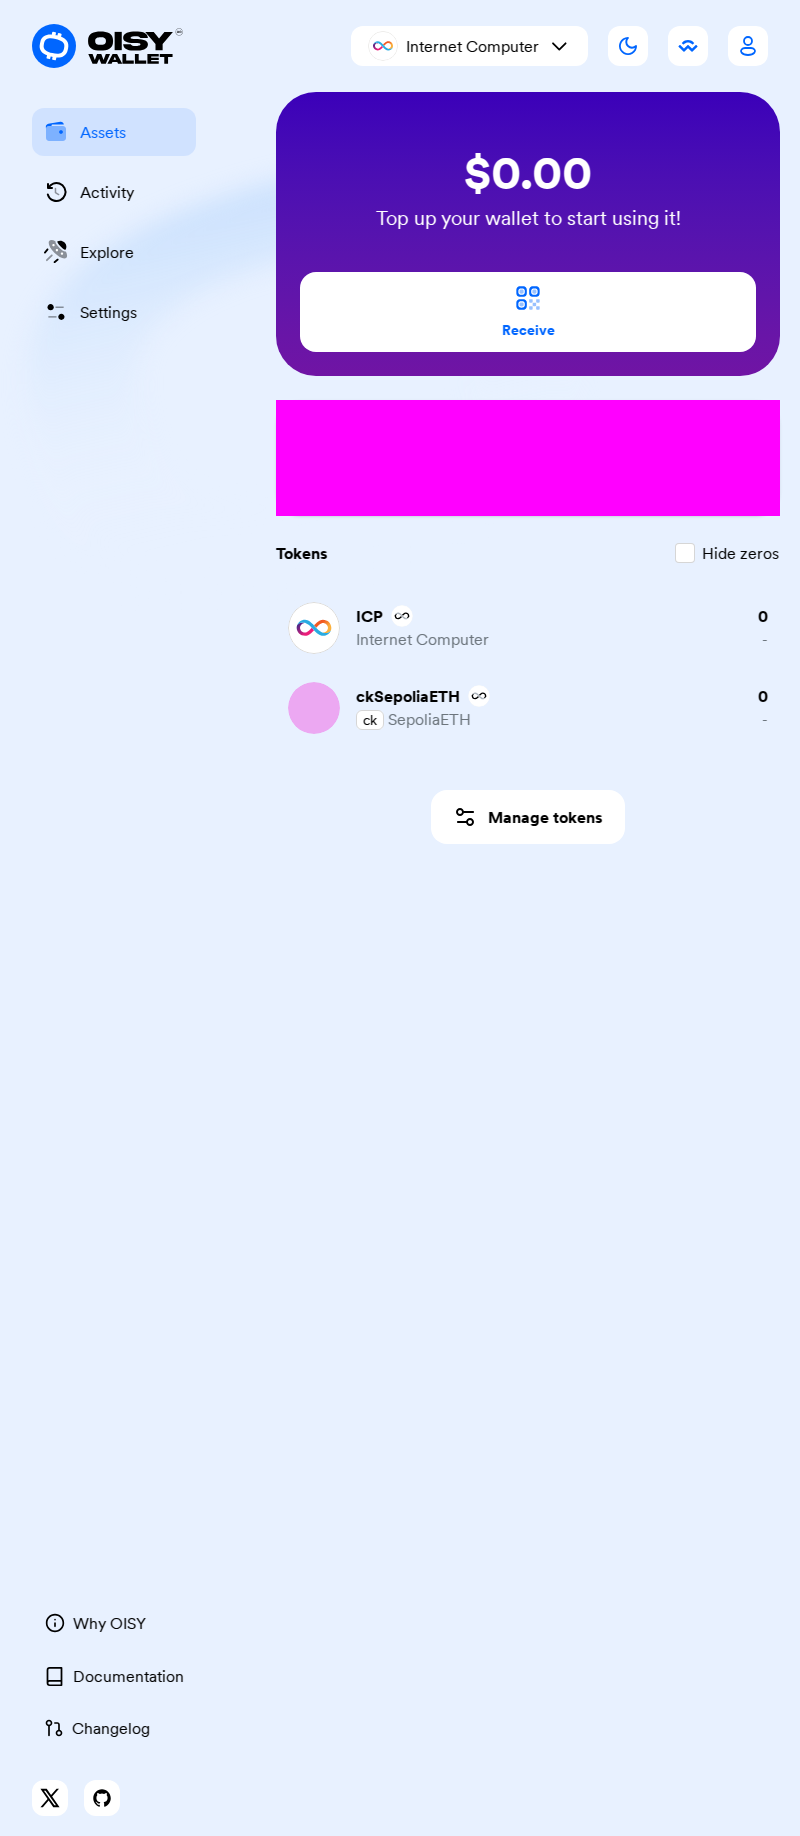 OISY
WALLET
Internet Computer
Assets
Activity
Explore
Settings
$0.00
Top up your wallet to start using it!
Receive
Tokens
Hide zeros
ICP
0
Internet Computer
-
ckSepoliaETH
0
ck SepoliaETH
-
Manage tokens
Why OISY
Documentation
Changelog